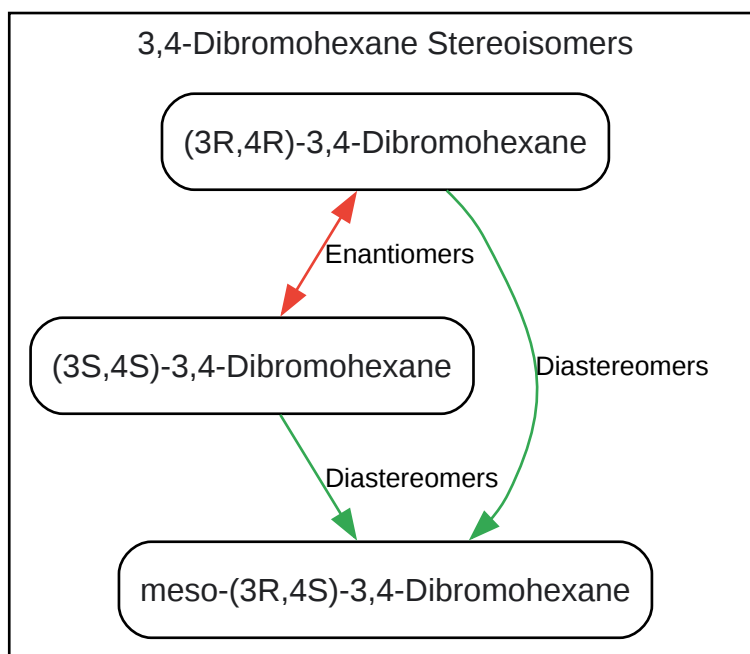 3,4-Dibromohexane Stereoisomers
(3R,4R)-3,4-Dibromohexane
Enantiomers
(3S,4S)-3,4-Dibromohexane
Diastereomers
Diastereomers
meso-(3R,4S)-3,4-Dibromohexane